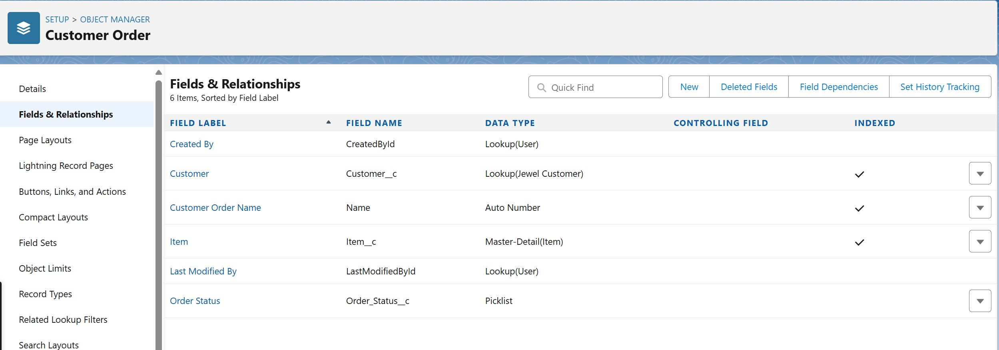 SETUP > OBJECT MANAGER
Customer Order
Details
Fields & Relationships
Page Layouts
Lightning Record Pages
Buttons, Links, and Actions
Compact Layouts
Field Sets
Object Limits
Record Types
Related Lookup Filters
Search Layouts
Fields & Relationships
6 Items, Sorted by Field Label
Quick Find
New Deleted Fields Field Dependencies Set History Tracking
FIELD LABEL FIELD NAME DATA TYPE CONTROLLING FIELD INDEXED
Created By CreatedById Lookup(User)
Customer Customer__c Lookup(Jewel Customer)
Customer Order Name Name Auto Number
Item Item__c Master-Detail(Item)
Last Modified By LastModifiedById Lookup(User)
Order Status Order_Status__c Picklist